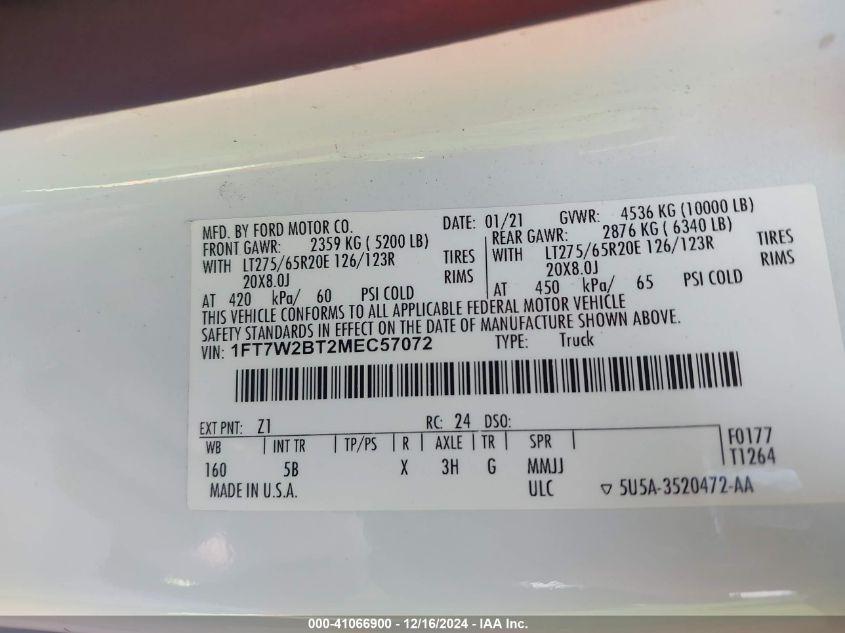 MFD. BY FORD MOTOR CO. DATE: 01/21 GVWR: 4536 KG (10000 LB)
FRONT GAWR: 2359 KG ( 5200 LB) REAR GAWR: 2876 KG ( 6340 LB)
WITH LT275/65R20E 126/123R TIRES WITH LT275/65R20E 126/123R TIRES
20X8.0J RIMS 20X8.0J RIMS
AT 420 kPa/ 60 PSI COLD AT 450 kPa/ 65 PSI COLD
THIS VEHICLE CONFORMS TO ALL APPLICABLE FEDERAL MOTOR VEHICLE
SAFETY STANDARDS IN EFFECT ON THE DATE OF MANUFACTURE SHOWN ABOVE.
VIN: 1FT7W2BT2MEC57072 TYPE: Truck
EXT PNT: Z1 RC: 24 DSO:
WB INT TR TP/PS R AXLE TR SPR F0177
T1264
160 5B X 3H G MMJJ
MADE IN U.S.A. ULC ▽ 5U5A-3520472-AA
000-41066900 - 12/16/2024 - IAA Inc.